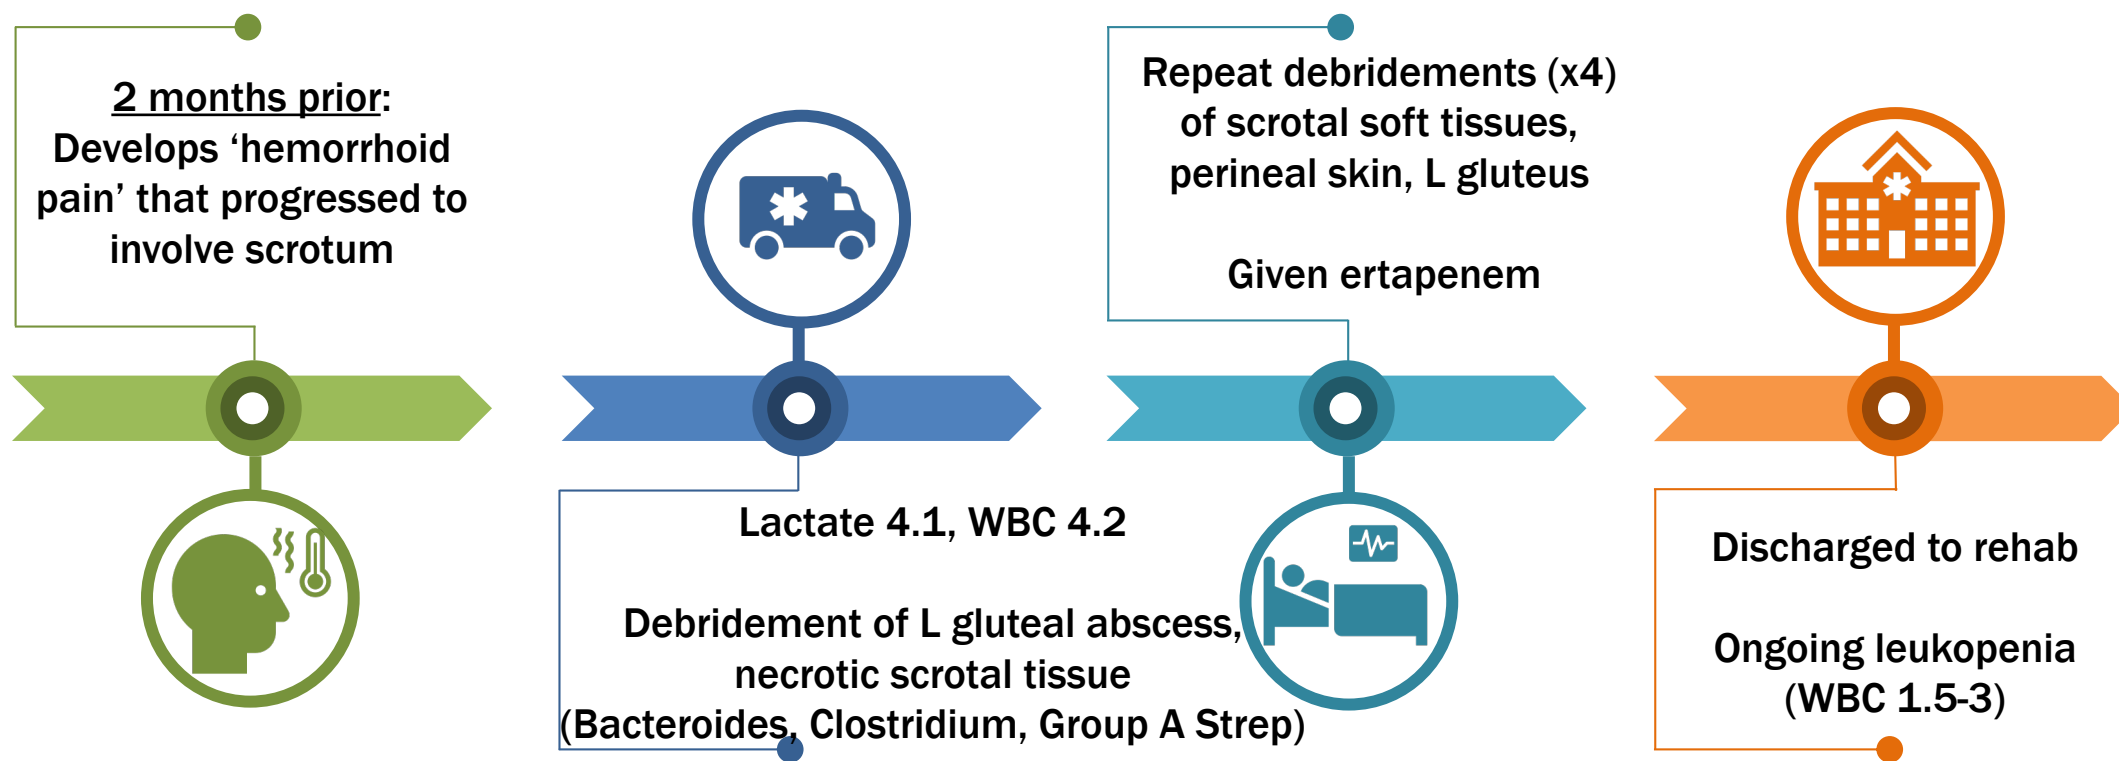 2 months prior:
Develops ‘hemorrhoid
pain’ that progressed to
involve scrotum
Lactate 4.1, WBC 4.2
Debridement of L gluteal abscess,
necrotic scrotal tissue
(Bacteroides, Clostridium, Group A Strep)
Repeat debridements (x4)
of scrotal soft tissues,
perineal skin, L gluteus
Given ertapenem
Discharged to rehab
Ongoing leukopenia
(WBC 1.5-3)